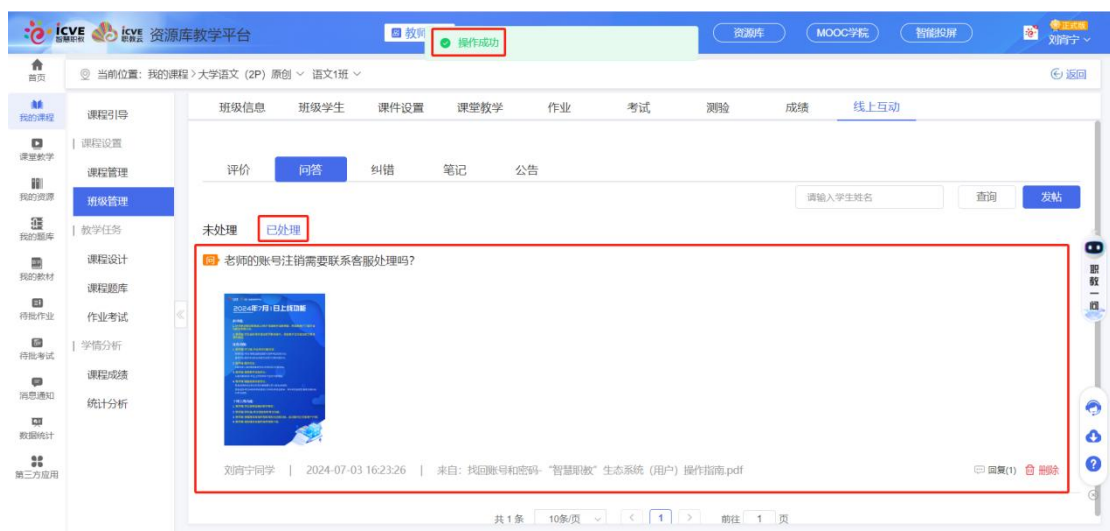 icve 智慧职教 icve 职教云 资源库教学平台
操作成功
资源库
MOOC学院
智能投屏
正式版
刘宵宁
首页
当前位置：我的课程 > 大学语文（2P）原创 语文1班
返回
我的课程
课堂教学
我的资源
我的题库
我的教材
待批作业
待批考试
消息通知
数据统计
第三方应用
课程引导
课程设置
课程管理
班级管理
教学任务
课程设计
课程题库
作业考试
学情分析
课程成绩
统计分析
班级信息 班级学生 课件设置 课堂教学 作业 考试 测验 成绩 线上互动
评价 问答 纠错 笔记 公告
请输入学生姓名 查询 发帖
未处理 已处理
问 老师的账号注销需要联系客服处理吗？
2024年7月1日上线功能
刘宵宁同学 | 2024-07-03 16:23:26 | 来自：找回账号和密码-“智慧职教”生态系统（用户）操作指南.pdf
回复(1) 删除
共 1 条 10条/页 < 1 > 前往 1 页
职教一问